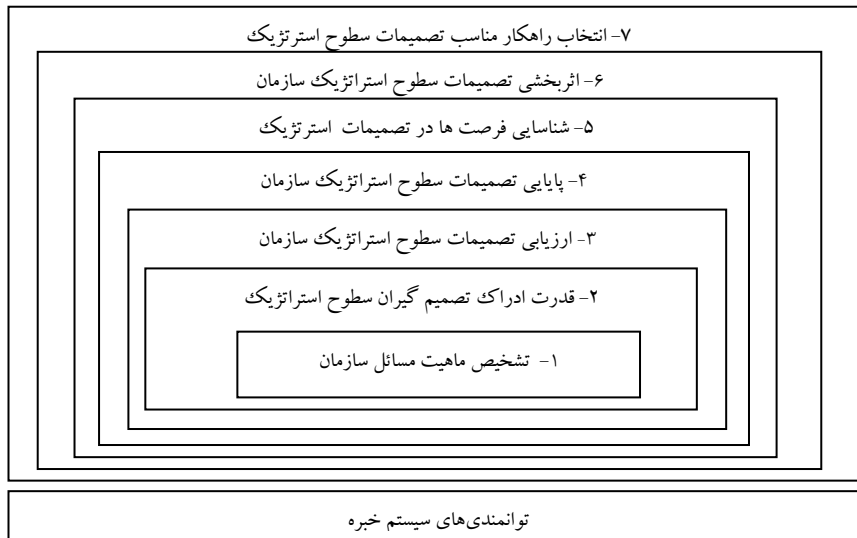 ۷- انتخاب راهکار مناسب تصمیمات سطوح استرتژیک
۶- اثربخشی تصمیمات سطوح استراتژیک سازمان
۵- شناسایی فرصت ها در تصمیمات استرتژیک
۴- پایایی تصمیمات سطوح استراتژیک سازمان
۳- ارزیابی تصمیمات سطوح استراتژیک سازمان
۲- قدرت ادراک تصمیم گیران سطوح استراتژیک
۱- تشخیص ماهیت مسائل سازمان
توانمندی‌های سیستم خبره